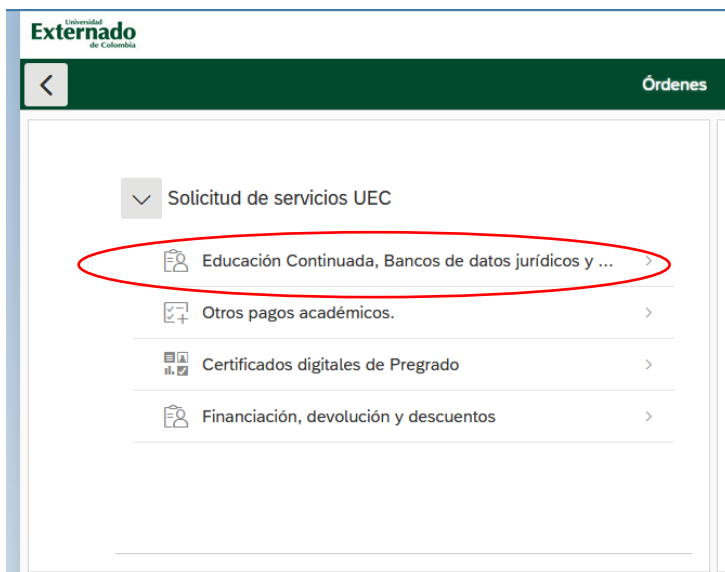 Universidad
Externado
de Colombia
Órdenes
Solicitud de servicios UEC
Educación Continuada, Bancos de datos jurídicos y ...
Otros pagos académicos.
Certificados digitales de Pregrado
Financiación, devolución y descuentos